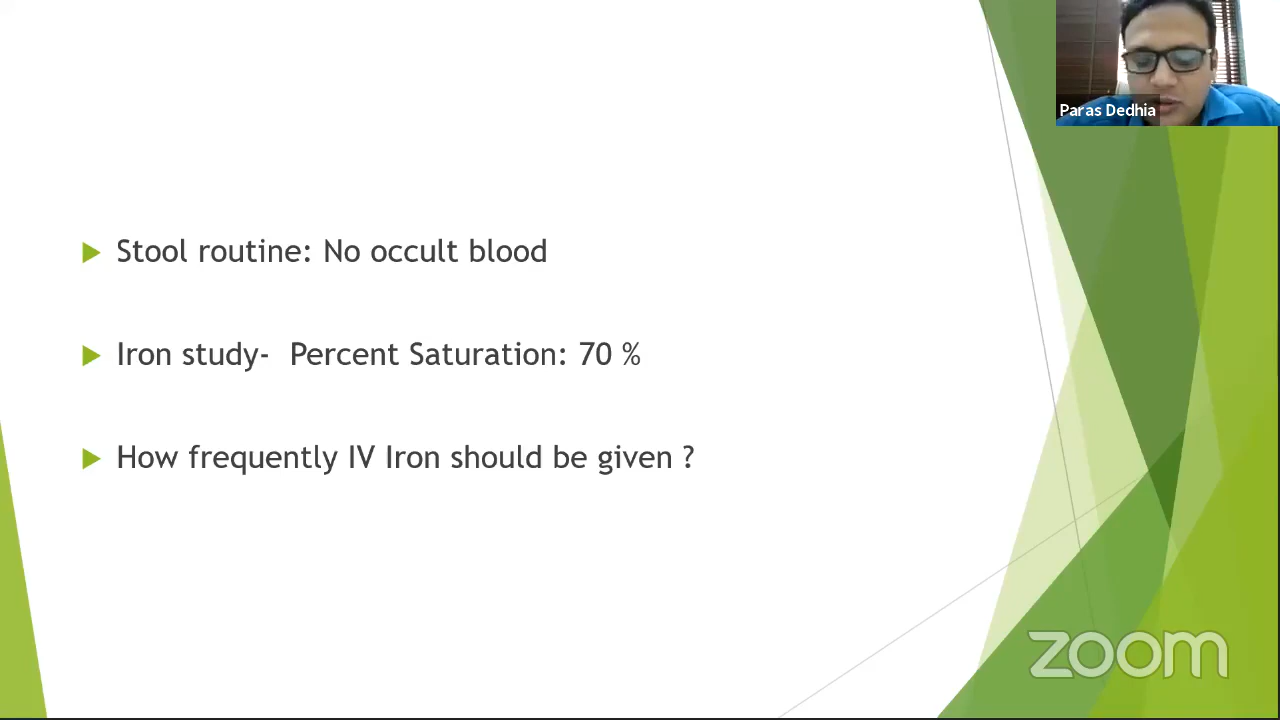 Paras Dedhia
Stool routine: No occult blood
Iron study- Percent Saturation: 70 %
How frequently IV Iron should be given ?
zoom